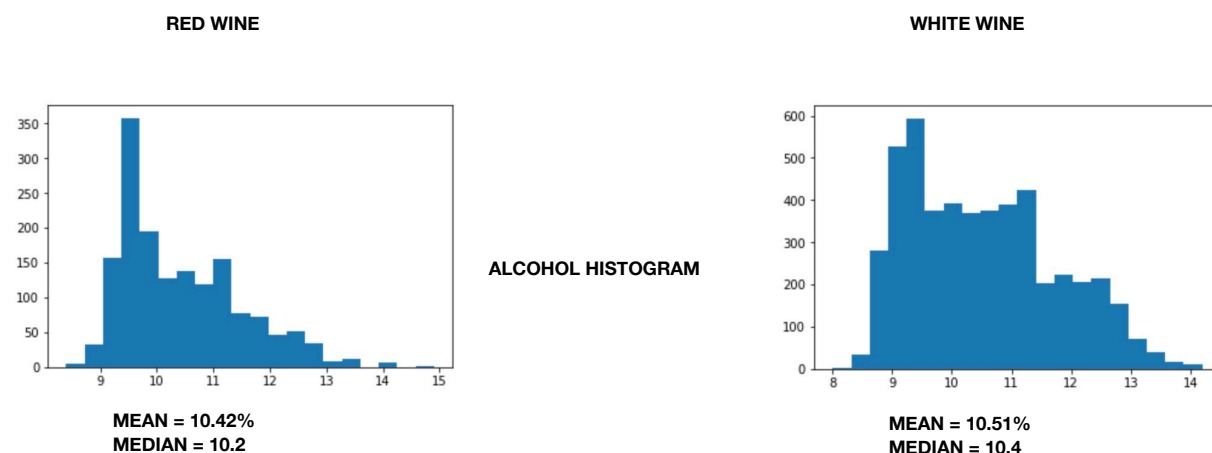 RED WINE
WHITE WINE
350
300
250
200
150
100
50
0
9 10 11 12 13 14 15
ALCOHOL HISTOGRAM
600
500
400
300
200
100
0
8 9 10 11 12 13 14
MEAN = 10.42%
MEDIAN = 10.2
MEAN = 10.51%
MEDIAN = 10.4